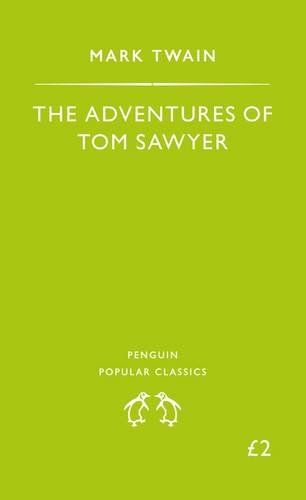 MARK TWAIN
THE ADVENTURES OF
TOM SAWYER
PENGUIN
POPULAR CLASSICS
£2